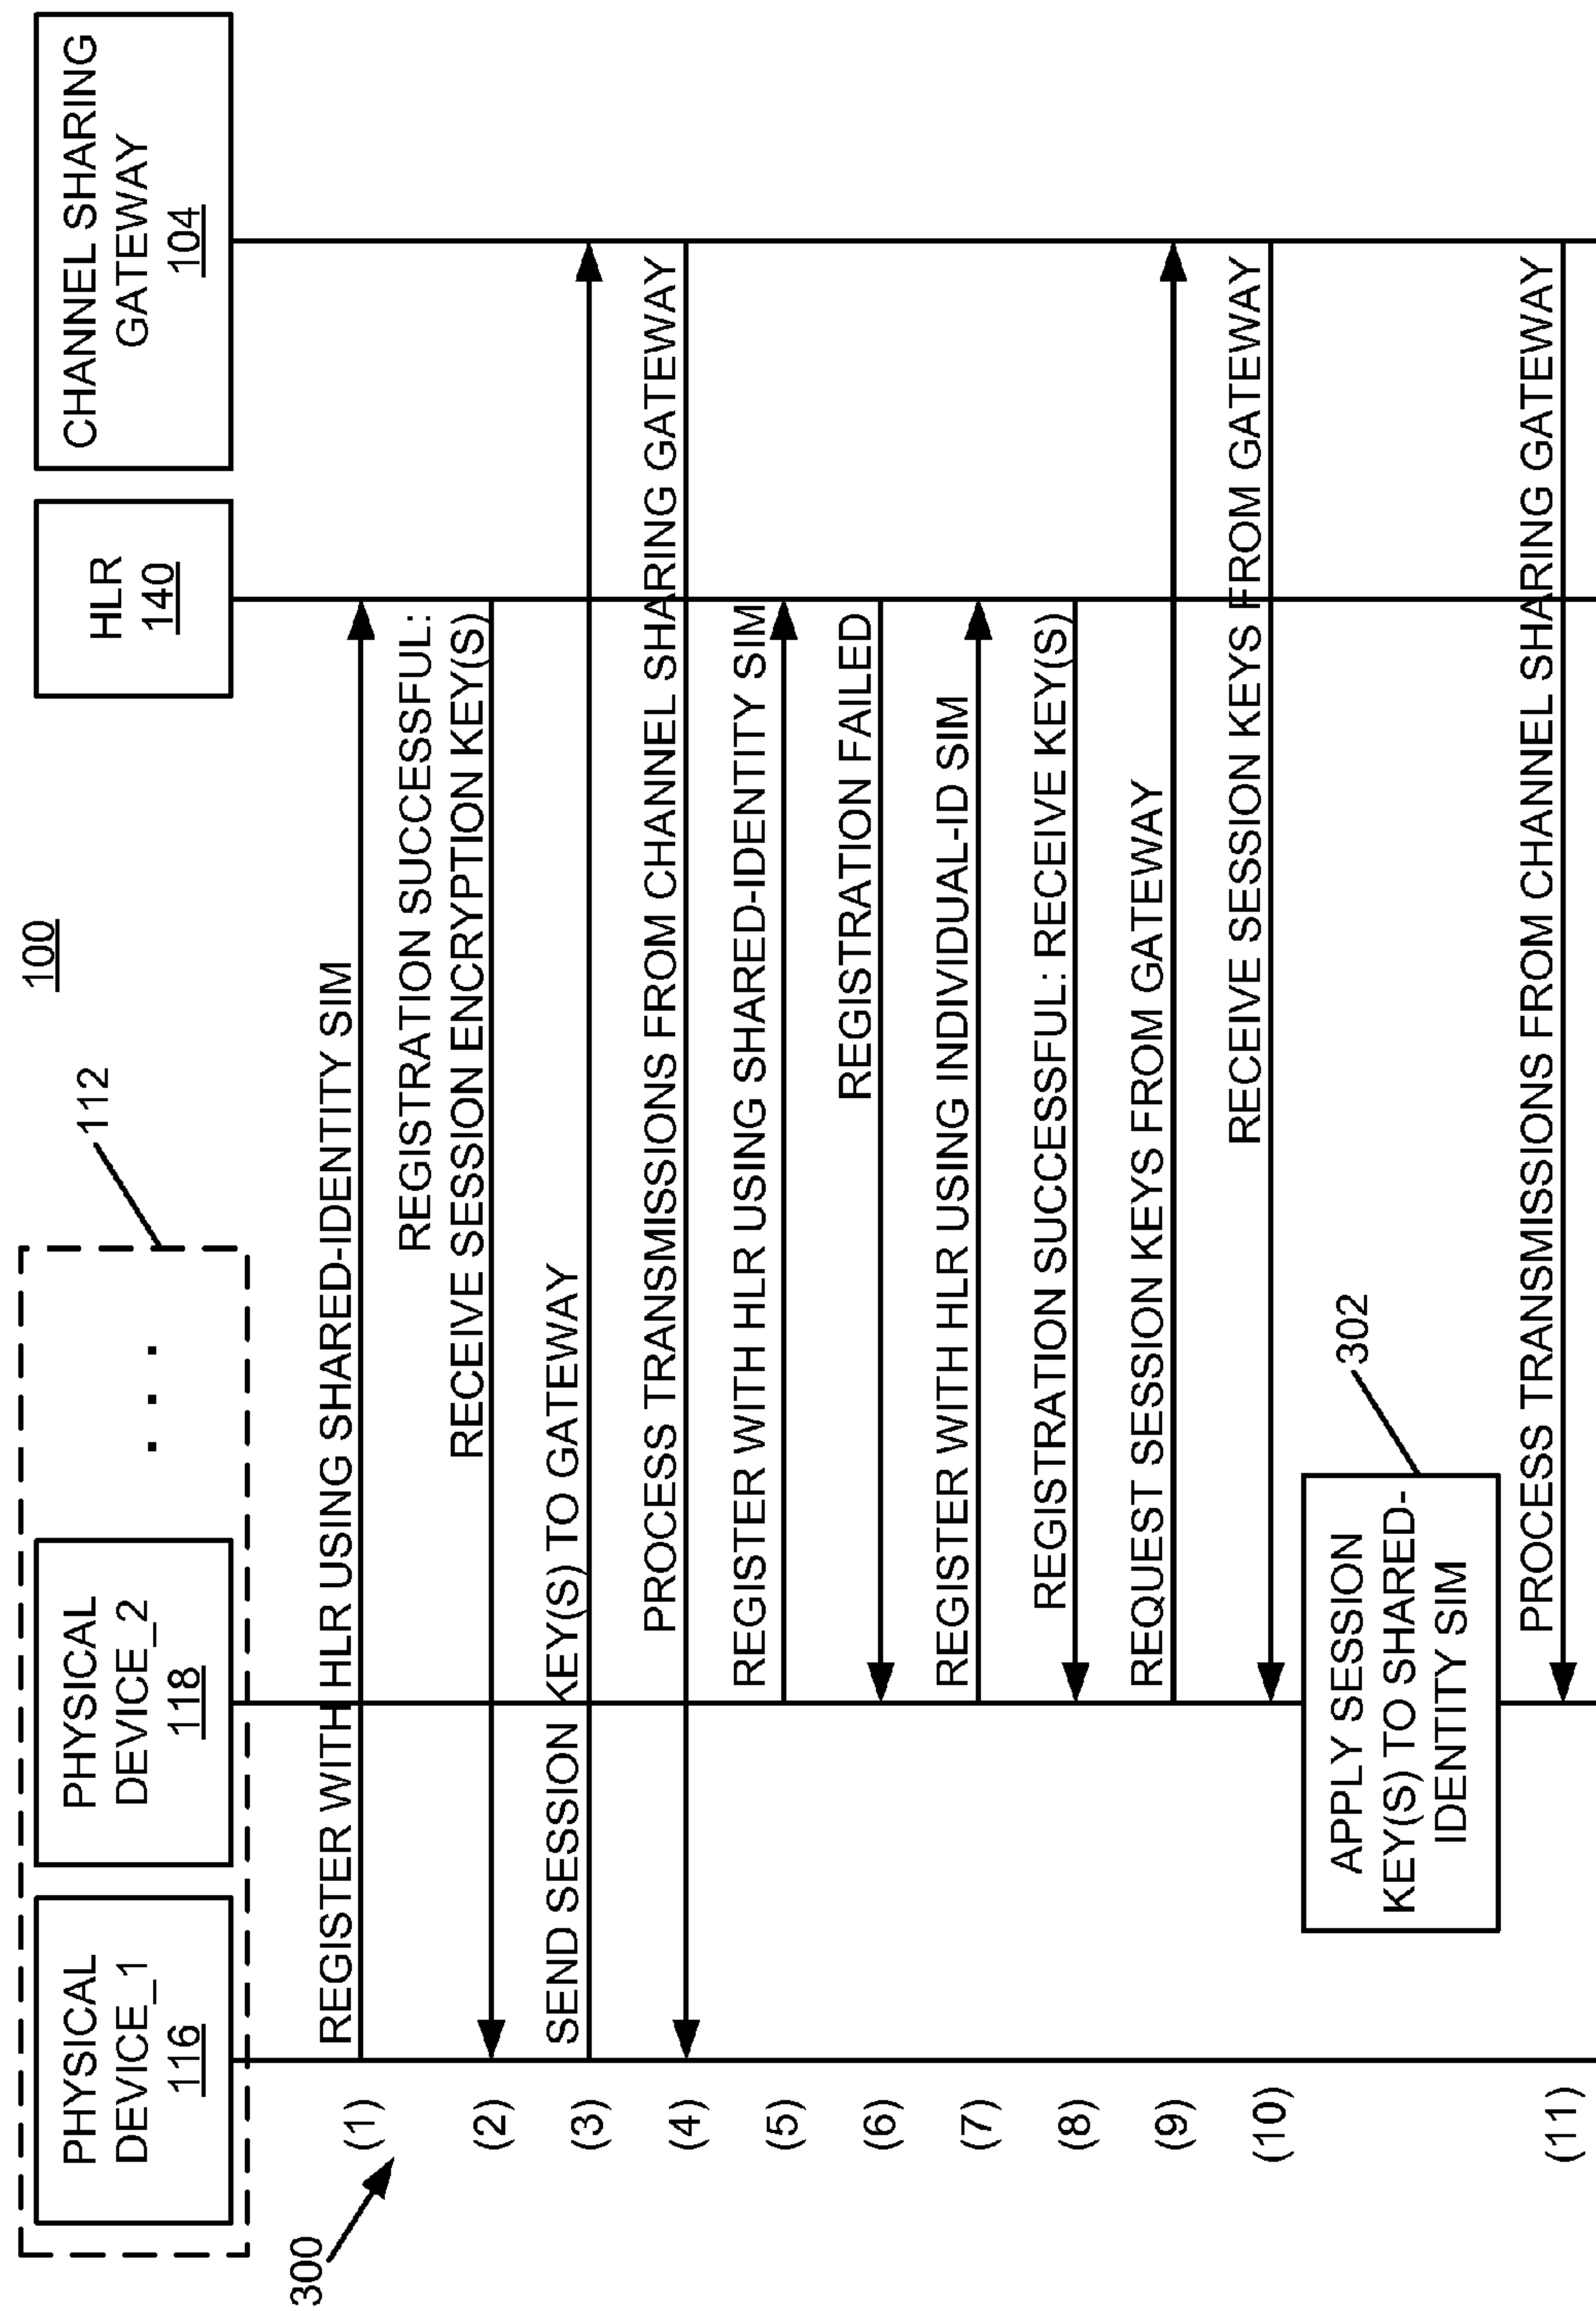 100
112
PHYSICAL
DEVICE_1
116
PHYSICAL
DEVICE_2
118
. . .
HLR
140
CHANNEL SHARING
GATEWAY
104
300
(1)
REGISTER WITH HLR USING SHARED-IDENTITY SIM
REGISTRATION SUCCESSFUL:
RECEIVE SESSION ENCRYPTION KEY(S)
(2)
SEND SESSION KEY(S) TO GATEWAY
(3)
PROCESS TRANSMISSIONS FROM CHANNEL SHARING GATEWAY
(4)
REGISTER WITH HLR USING SHARED-IDENTITY SIM
(5)
REGISTRATION FAILED
(6)
REGISTER WITH HLR USING INDIVIDUAL-ID SIM
(7)
REGISTRATION SUCCESSFUL: RECEIVE KEY(S)
(8)
REQUEST SESSION KEYS FROM GATEWAY
(9)
RECEIVE SESSION KEYS FROM GATEWAY
(10)
302
APPLY SESSION
KEY(S) TO SHARED-
IDENTITY SIM
PROCESS TRANSMISSIONS FROM CHANNEL SHARING GATEWAY
(11)